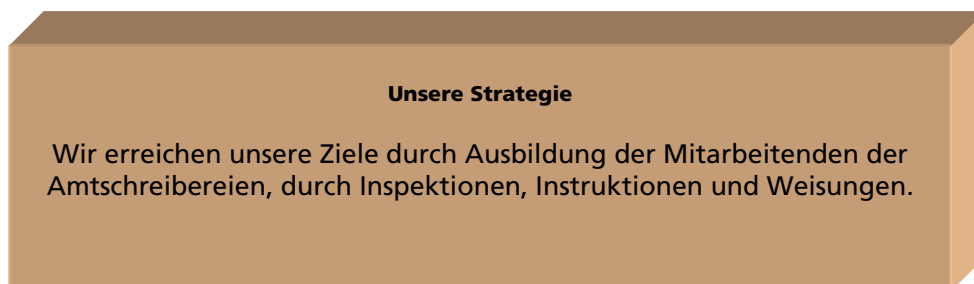 Unsere Strategie
Wir erreichen unsere Ziele durch Ausbildung der Mitarbeitenden der
Amtschreibereien, durch Inspektionen, Instruktionen und Weisungen.